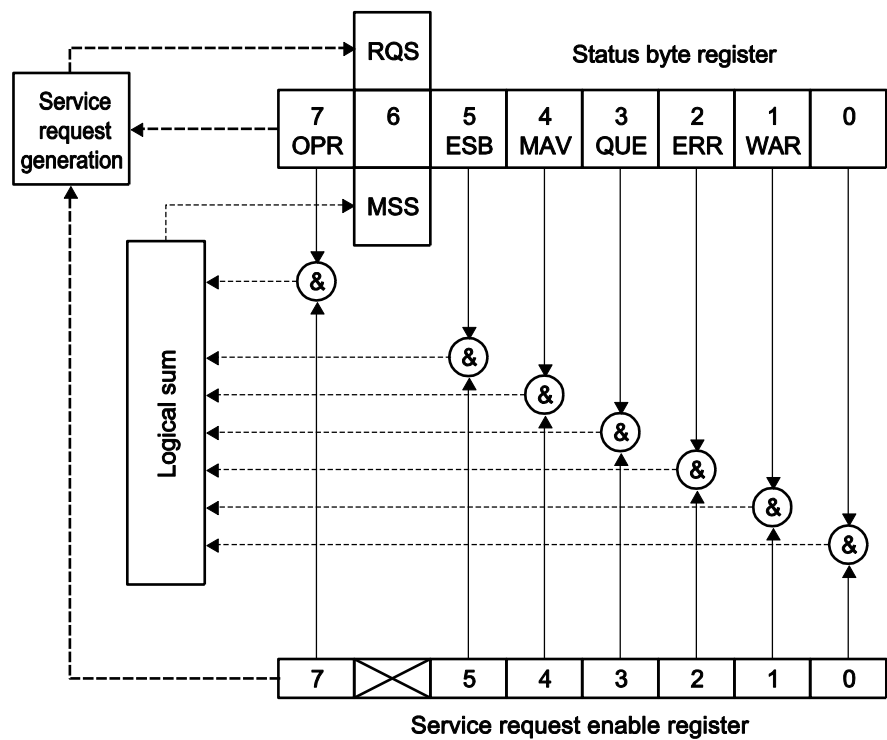 RQS
Status byte register
Service
request
generation
7 6 5 4 3 2 1 0
OPR ESB MAV QUE ERR WAR
MSS
&
&
&
&
&
&
&
Logical sum
7 5 4 3 2 1 0
Service request enable register